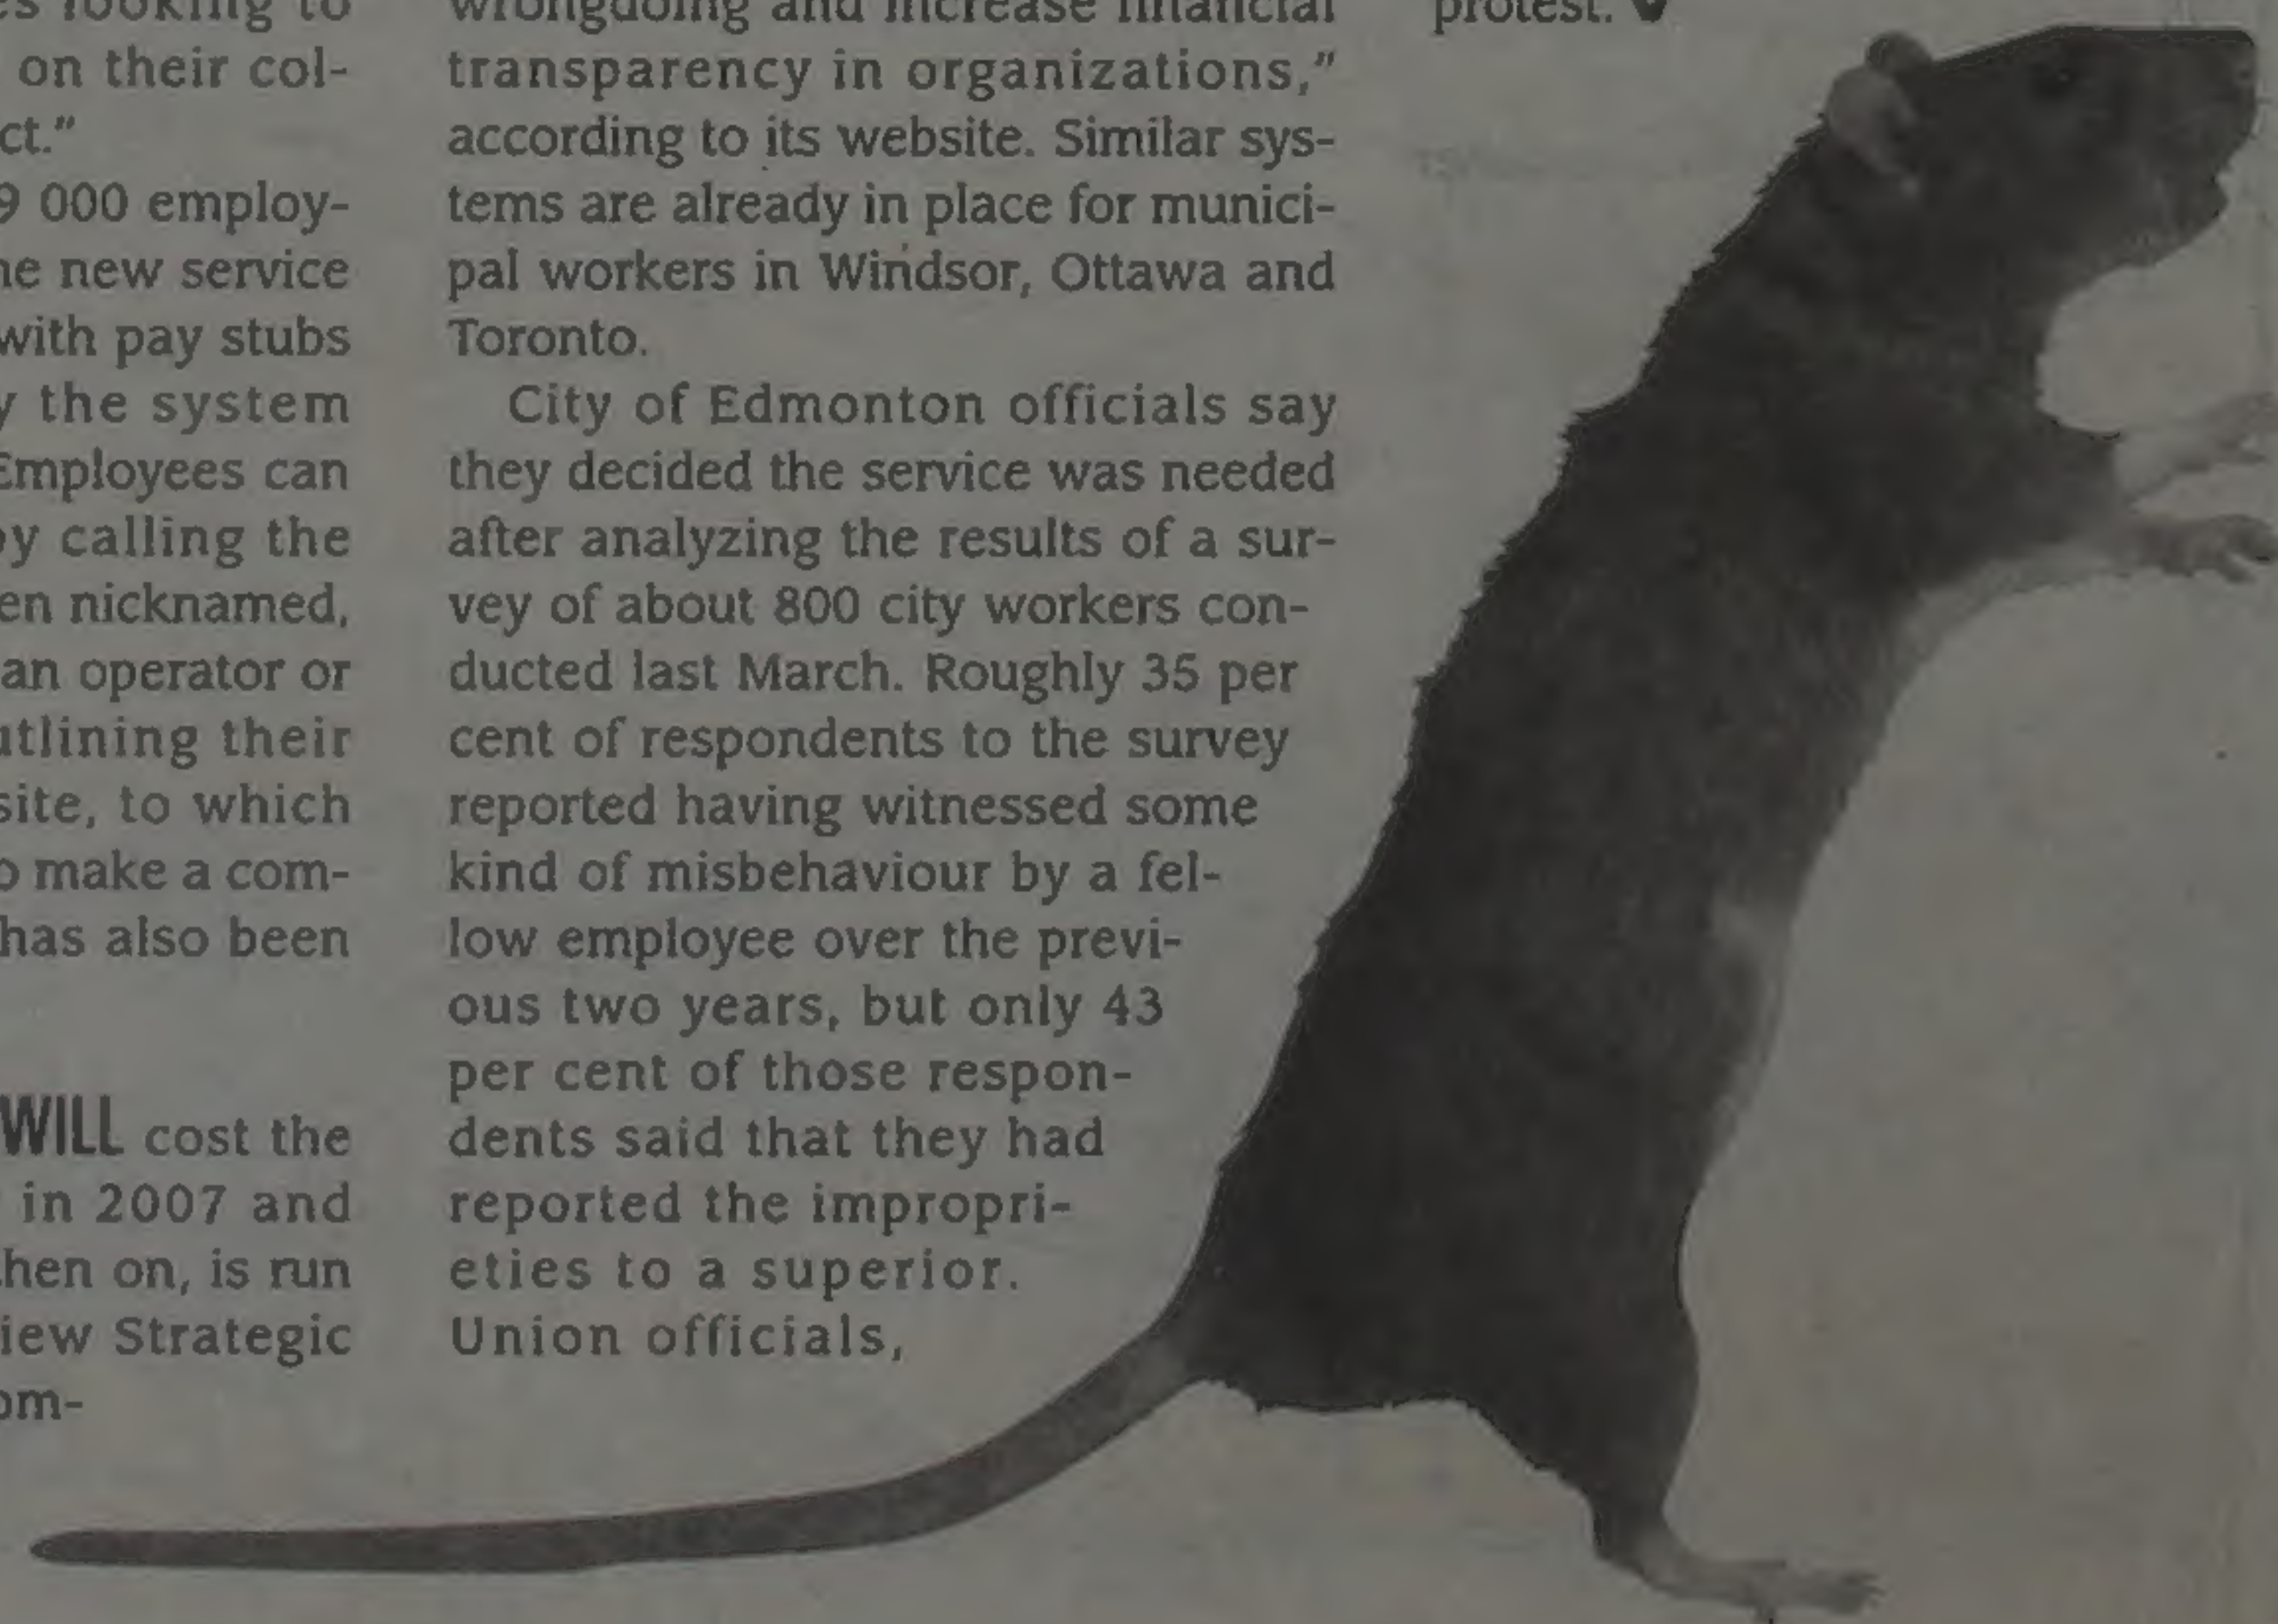 looking to
on their col-
9 000 employ-
new service
with pay stubs
the system
Employees can
calling the
nicknamed,
an operator or
their
to which
make a com-
has also been
WILL cost the
in 2007 and
on, is run
Strategic
wrongdoing and increase financial
transparency in organizations,"
according to its website. Similar sys-
tems are already in place for munici-
pal workers in Windsor, Ottawa and
Toronto.
City of Edmonton officials say
they decided the service was needed
after analyzing the results of a sur-
vey of about 800 city workers con-
ducted last March. Roughly 35 per
cent of respondents to the survey
reported having witnessed some
kind of misbehaviour by a fel-
low employee over the previ-
ous two years, but only 43
per cent of those respon-
dents said that they had
reported the impropri-
eties to a superior.
Union officials,
protest.